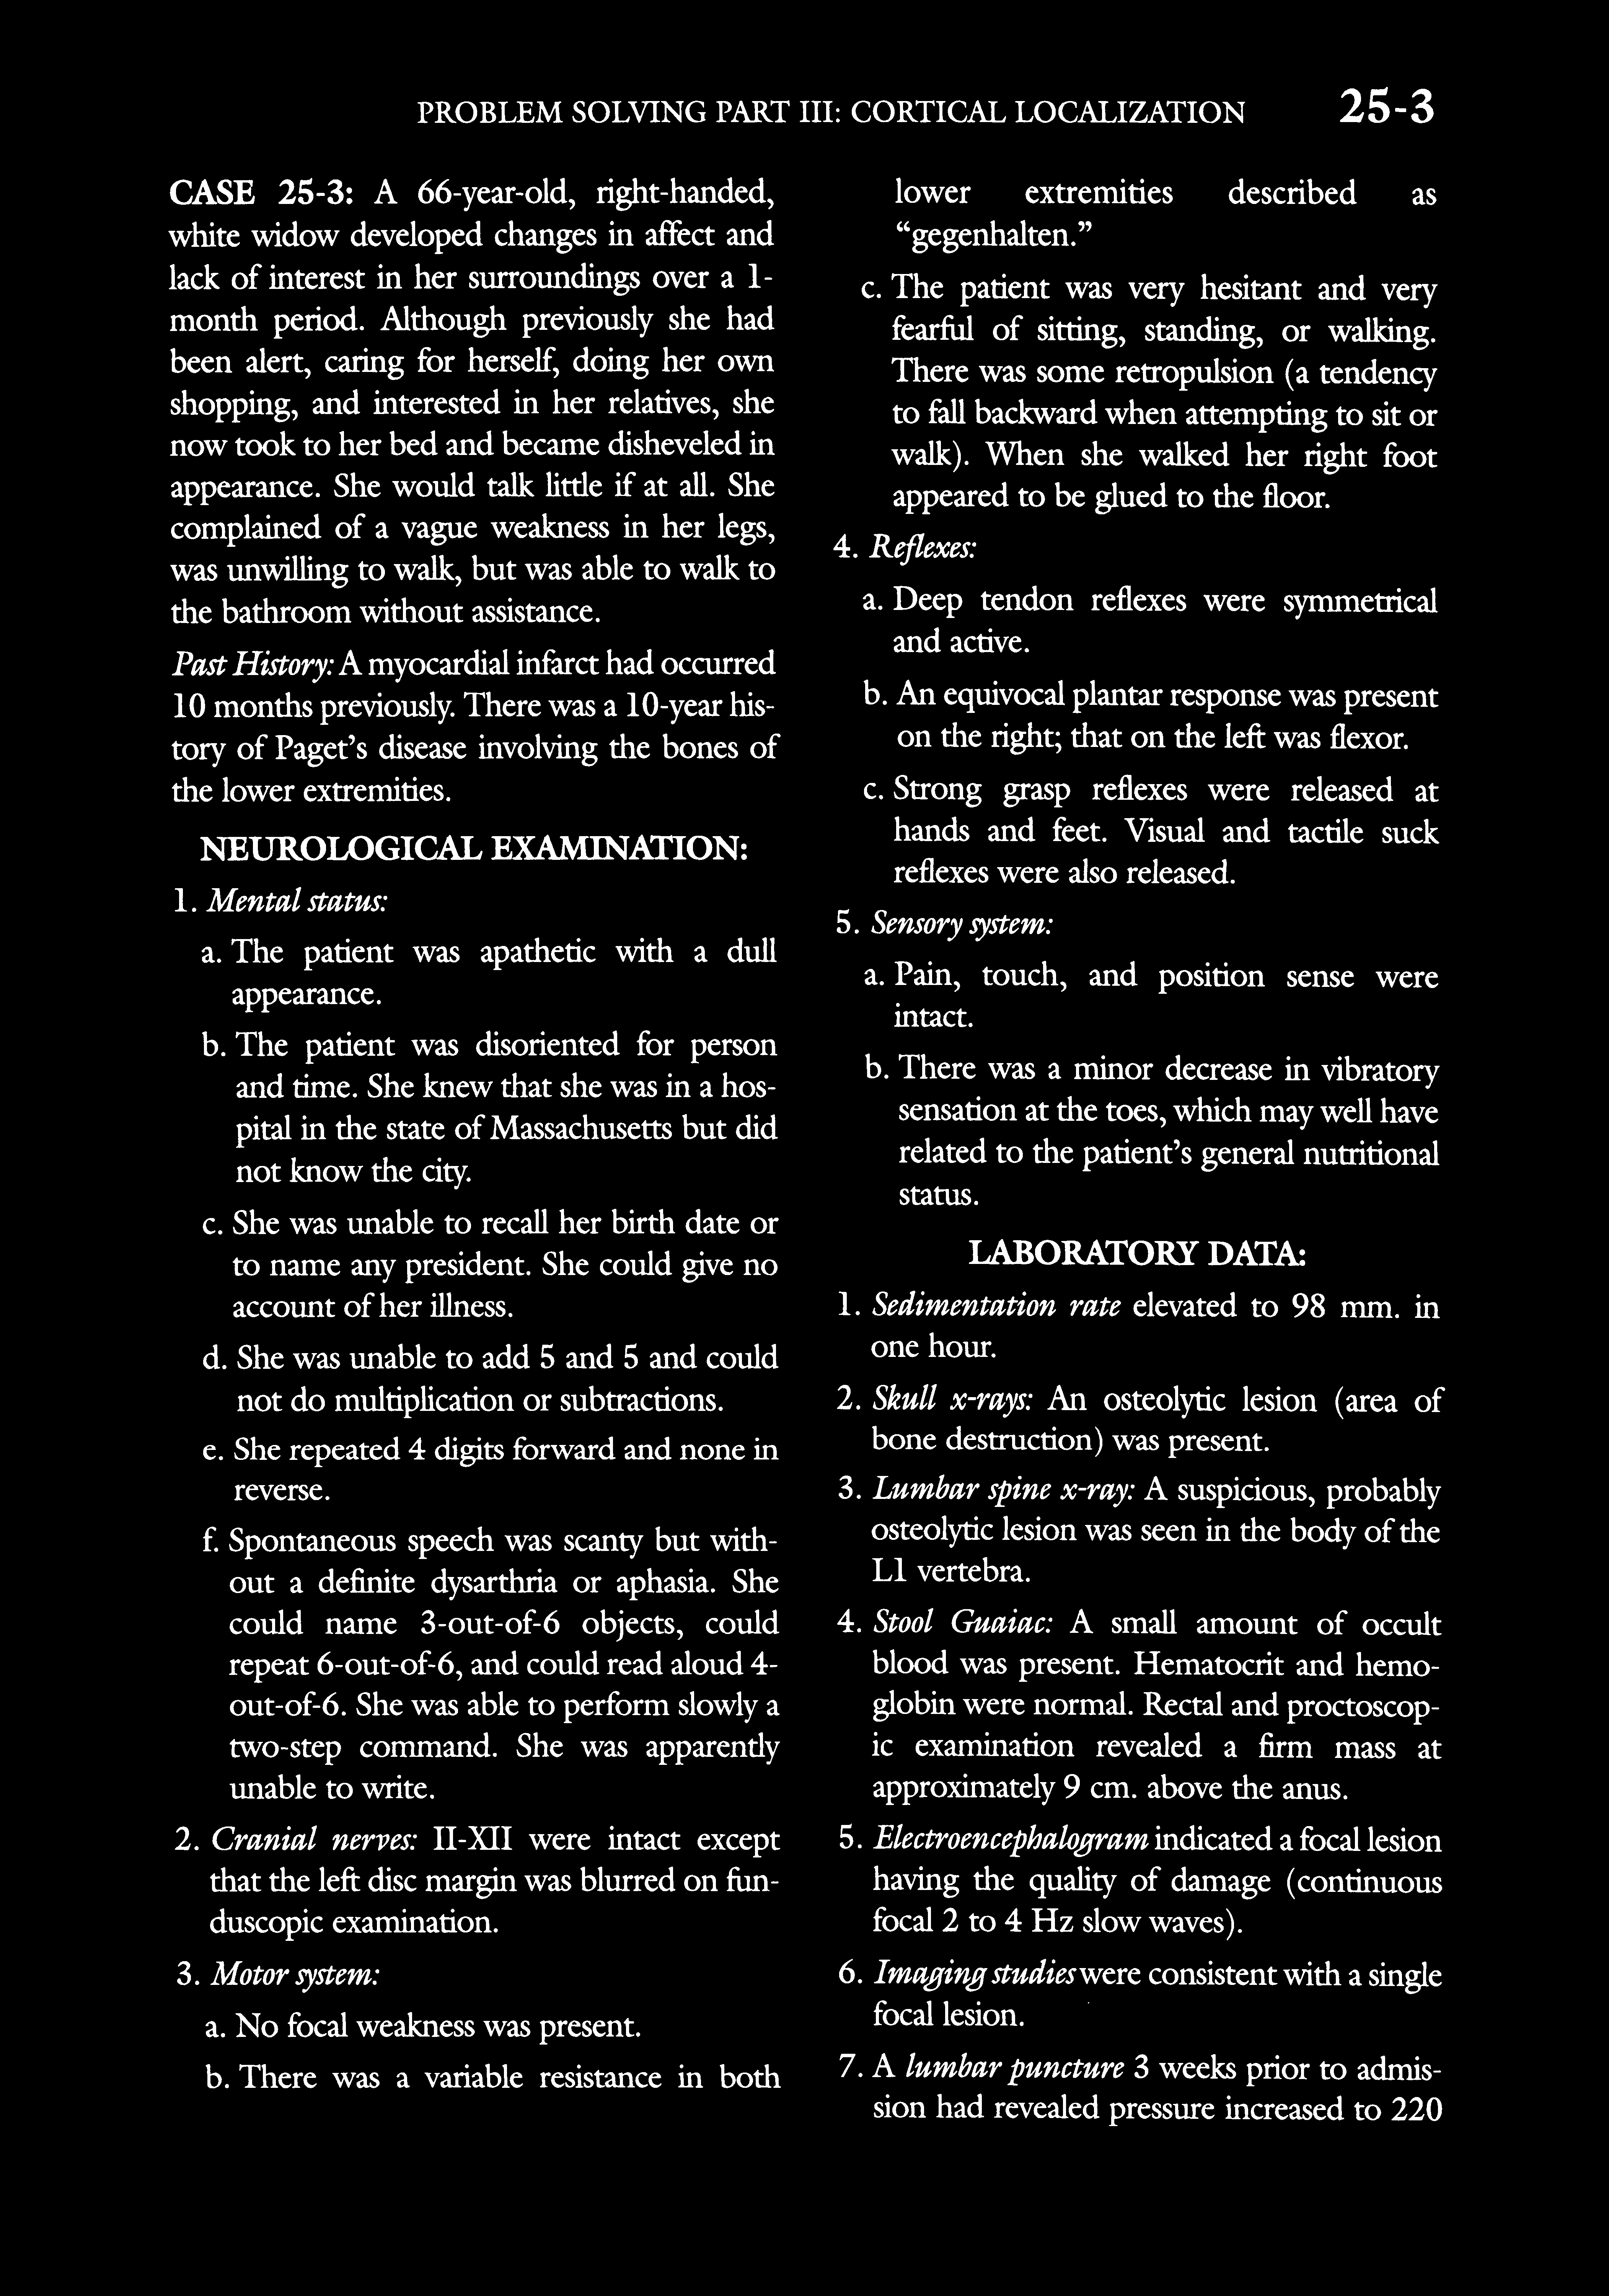 PROBLEM SOLVING PART III: CORTICAL LOCALIZATION 25-3
CASE 25-3: A 66-year-old, right-handed,
white widow developed changes in affect and
lack of interest in her surroundings over a 1-
month period. Although previously she had
been alert, caring for herself, doing her own
shopping, and interested in her relatives, she
now took to her bed and became disheveled in
appearance. She would talk little if at all. She
complained of a vague weakness in her legs,
was unwilling to walk, but was able to walk to
the bathroom without assistance.
Past History: A myocardial infarct had occurred
10 months previously. There was a 10-year his-
tory of Paget's disease involving the bones of
the lower extremities.
NEUROLOGICAL EXAMINATION:
1. Mental status:
a. The patient was apathetic with a dull
appearance.
b. The patient was disoriented for person
and time. She knew that she was in a hos-
pital in the state of Massachusetts but did
not know the city.
c. She was unable to recall her birth date or
to name any president. She could give no
account of her illness.
d. She was unable to add 5 and 5 and could
not do multiplication or subtractions.
e. She repeated 4 digits forward and none in
reverse.
f. Spontaneous speech was scanty but with-
out a definite dysarthria or aphasia. She
could name 3-out-of-6 objects, could
repeat 6-out-of-6, and could read aloud 4-
out-of-6. She was able to perform slowly a
two-step command. She was apparently
unable to write.
2. Cranial nerves: II-XII were intact except
that the left disc margin was blurred on fun-
duscopic examination.
3. Motor system:
a. No focal weakness was present.
b. There was a variable resistance in both
lower extremities described as
“gegenhalten.”
c. The patient was very hesitant and very
fearful of sitting, standing, or walking.
There was some retropulsion (a tendency
to fall backward when attempting to sit or
walk). When she walked her right foot
appeared to be glued to the floor.
4. Reflexes:
a. Deep tendon reflexes were symmetrical
and active.
b. An equivocal plantar response was present
on the right; that on the left was flexor.
c. Strong grasp reflexes were released at
hands and feet. Visual and tactile suck
reflexes were also released.
5. Sensory system:
a. Pain, touch, and position sense were
intact.
b. There was a minor decrease in vibratory
sensation at the toes, which may well have
related to the patient's general nutritional
status.
LABORATORY DATA:
1. Sedimentation rate elevated to 98 mm. in
one hour.
2. Skull x-rays: An osteolytic lesion (area of
bone destruction) was present.
3. Lumbar spine x-ray: A suspicious, probably
osteolytic lesion was seen in the body of the
L1 vertebra.
4. Stool Guaiac: A small amount of occult
blood was present. Hematocrit and hemo-
globin were normal. Rectal and proctoscop-
ic examination revealed a firm mass at
approximately 9 cm. above the anus.
5. Electroencephalogram indicated a focal lesion
having the quality of damage (continuous
focal 2 to 4 Hz slow waves).
6. Imaging studies were consistent with a single
focal lesion.
7. A lumbar puncture 3 weeks prior to admis-
sion had revealed pressure increased to 220